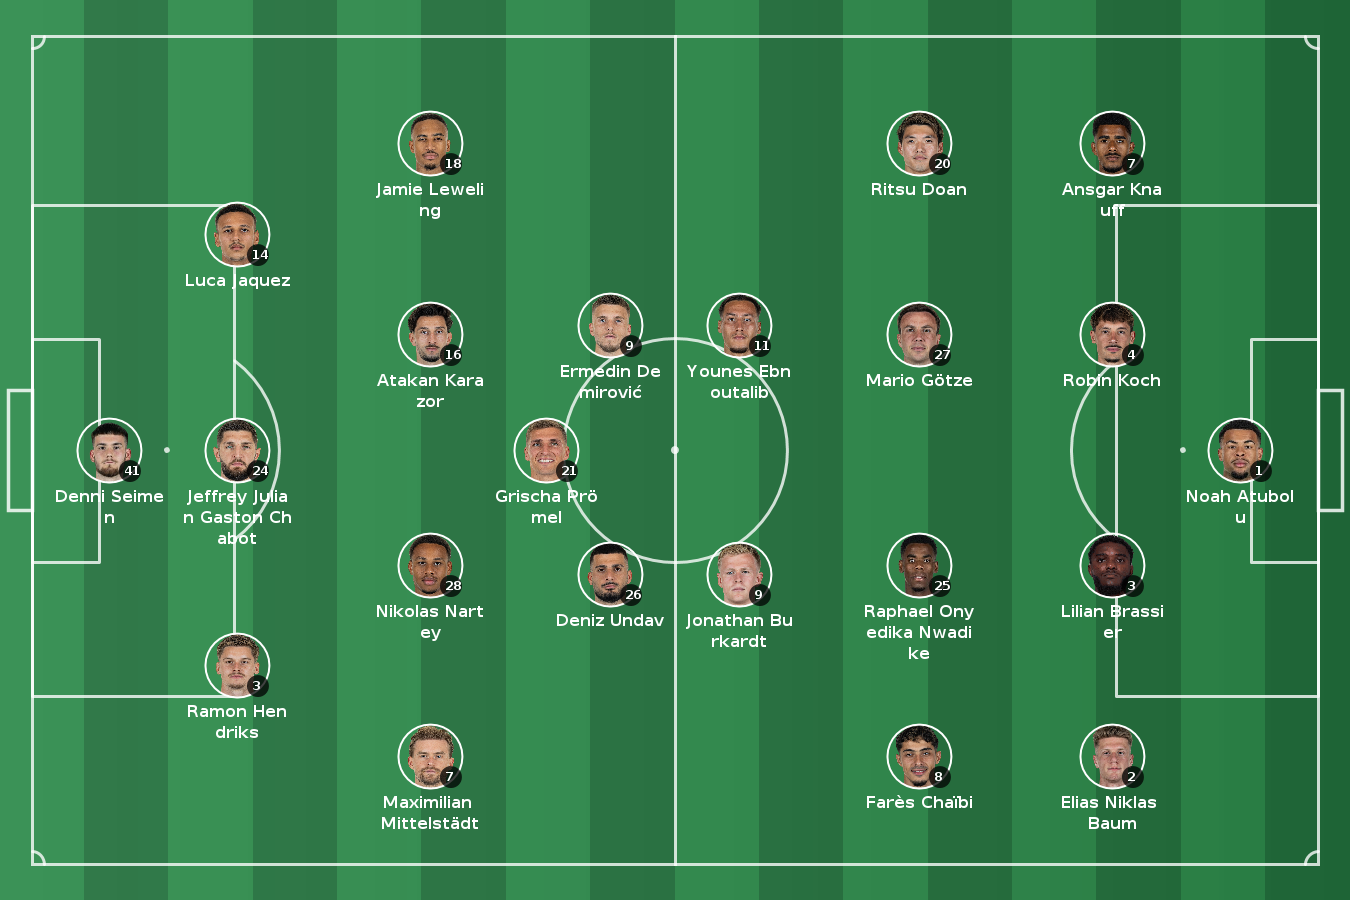 18
Jamie Leweli
ng
20
Ritsu Doan
7
Ansgar Kna
uff
14
Luca Jaquez
16
Atakan Kara
zor
9
Ermedin De
mirović
11
Younes Ebn
outalib
27
Mario Götze
4
Robin Koch
41
Denni Seime
n
24
Jeffrey Julia
n Gaston Ch
abot
21
Grischa Prö
mel
1
Noah Atubol
u
28
Nikolas Nart
ey
26
Deniz Undav
9
Jonathan Bu
rkardt
25
Raphael Ony
edika Nwadi
ke
3
Lilian Brassi
er
3
Ramon Hen
driks
7
Maximilian
Mittelstädt
8
Farès Chaïbi
2
Elias Niklas
Baum